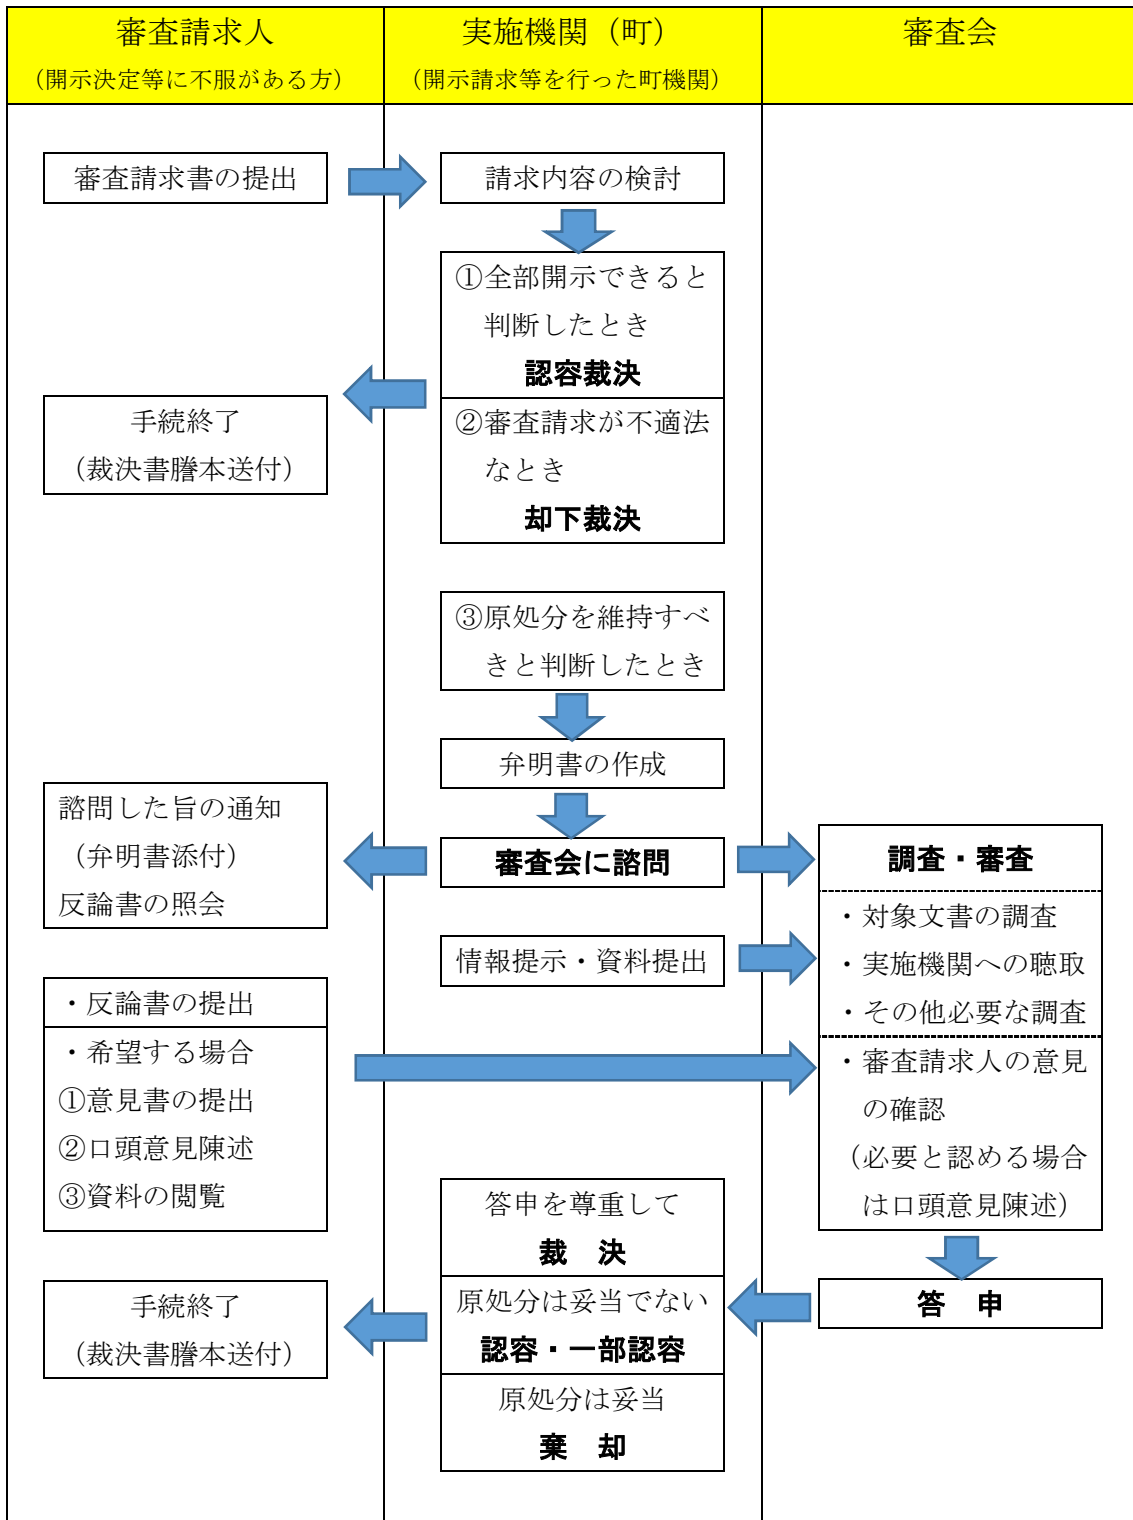 審査請求人
（開示決定等に不服がある方）
実施機関（町）
（開示請求等を行った町機関）
審査会
審査請求書の提出
請求内容の検討
①全部開示できると
判断したとき
認容裁決
②審査請求が不適法
なとき
却下裁決
手続終了
（裁決書謄本送付）
③原処分を維持すべ
きと判断したとき
弁明書の作成
審査会に諮問
諮問した旨の通知
（弁明書添付）
反論書の照会
調査・審査
・対象文書の調査
・実施機関への聴取
・その他必要な調査
・審査請求人の意見
の確認
（必要と認める場合
は口頭意見陳述）
情報提示・資料提出
・反論書の提出
・希望する場合
①意見書の提出
②口頭意見陳述
③資料の閲覧
答　申
答申を尊重して
裁　決
原処分は妥当でない
認容・一部認容
原処分は妥当
棄　却
手続終了
（裁決書謄本送付）